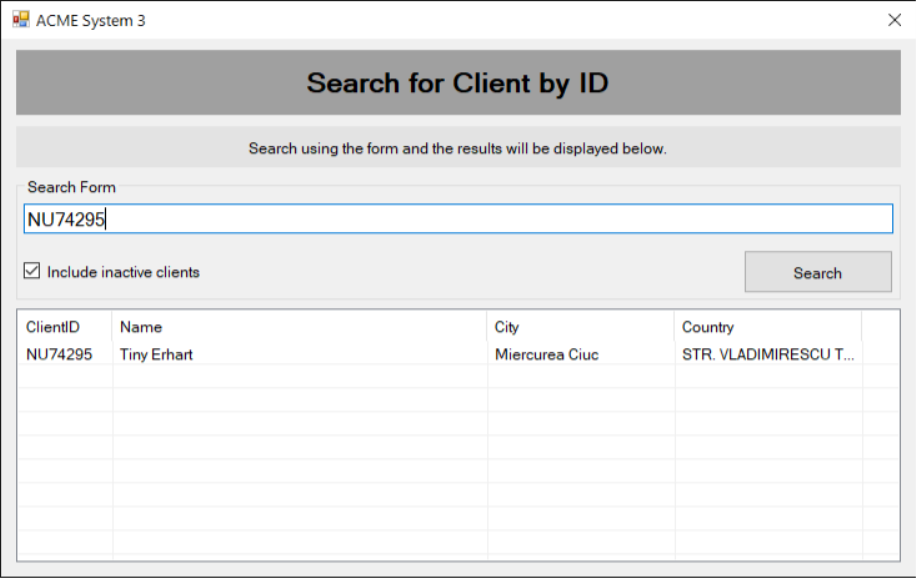 ACME System 3
Search for Client by ID
Search using the form and the results will be displayed below.
Search Form
NU74295
Include inactive clients
Search
ClientID Name City Country
NU74295 Tiny Erhart Miercurea Ciuc STR. VLADIMIRESCU T...